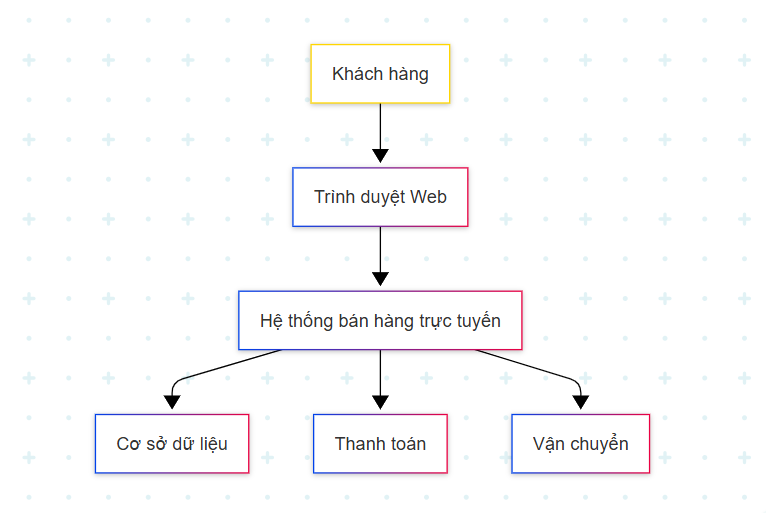 Khách hàng
Trình duyệt Web
Hệ thống bán hàng trực tuyến
Cơ sở dữ liệu
Thanh toán
Vận chuyển